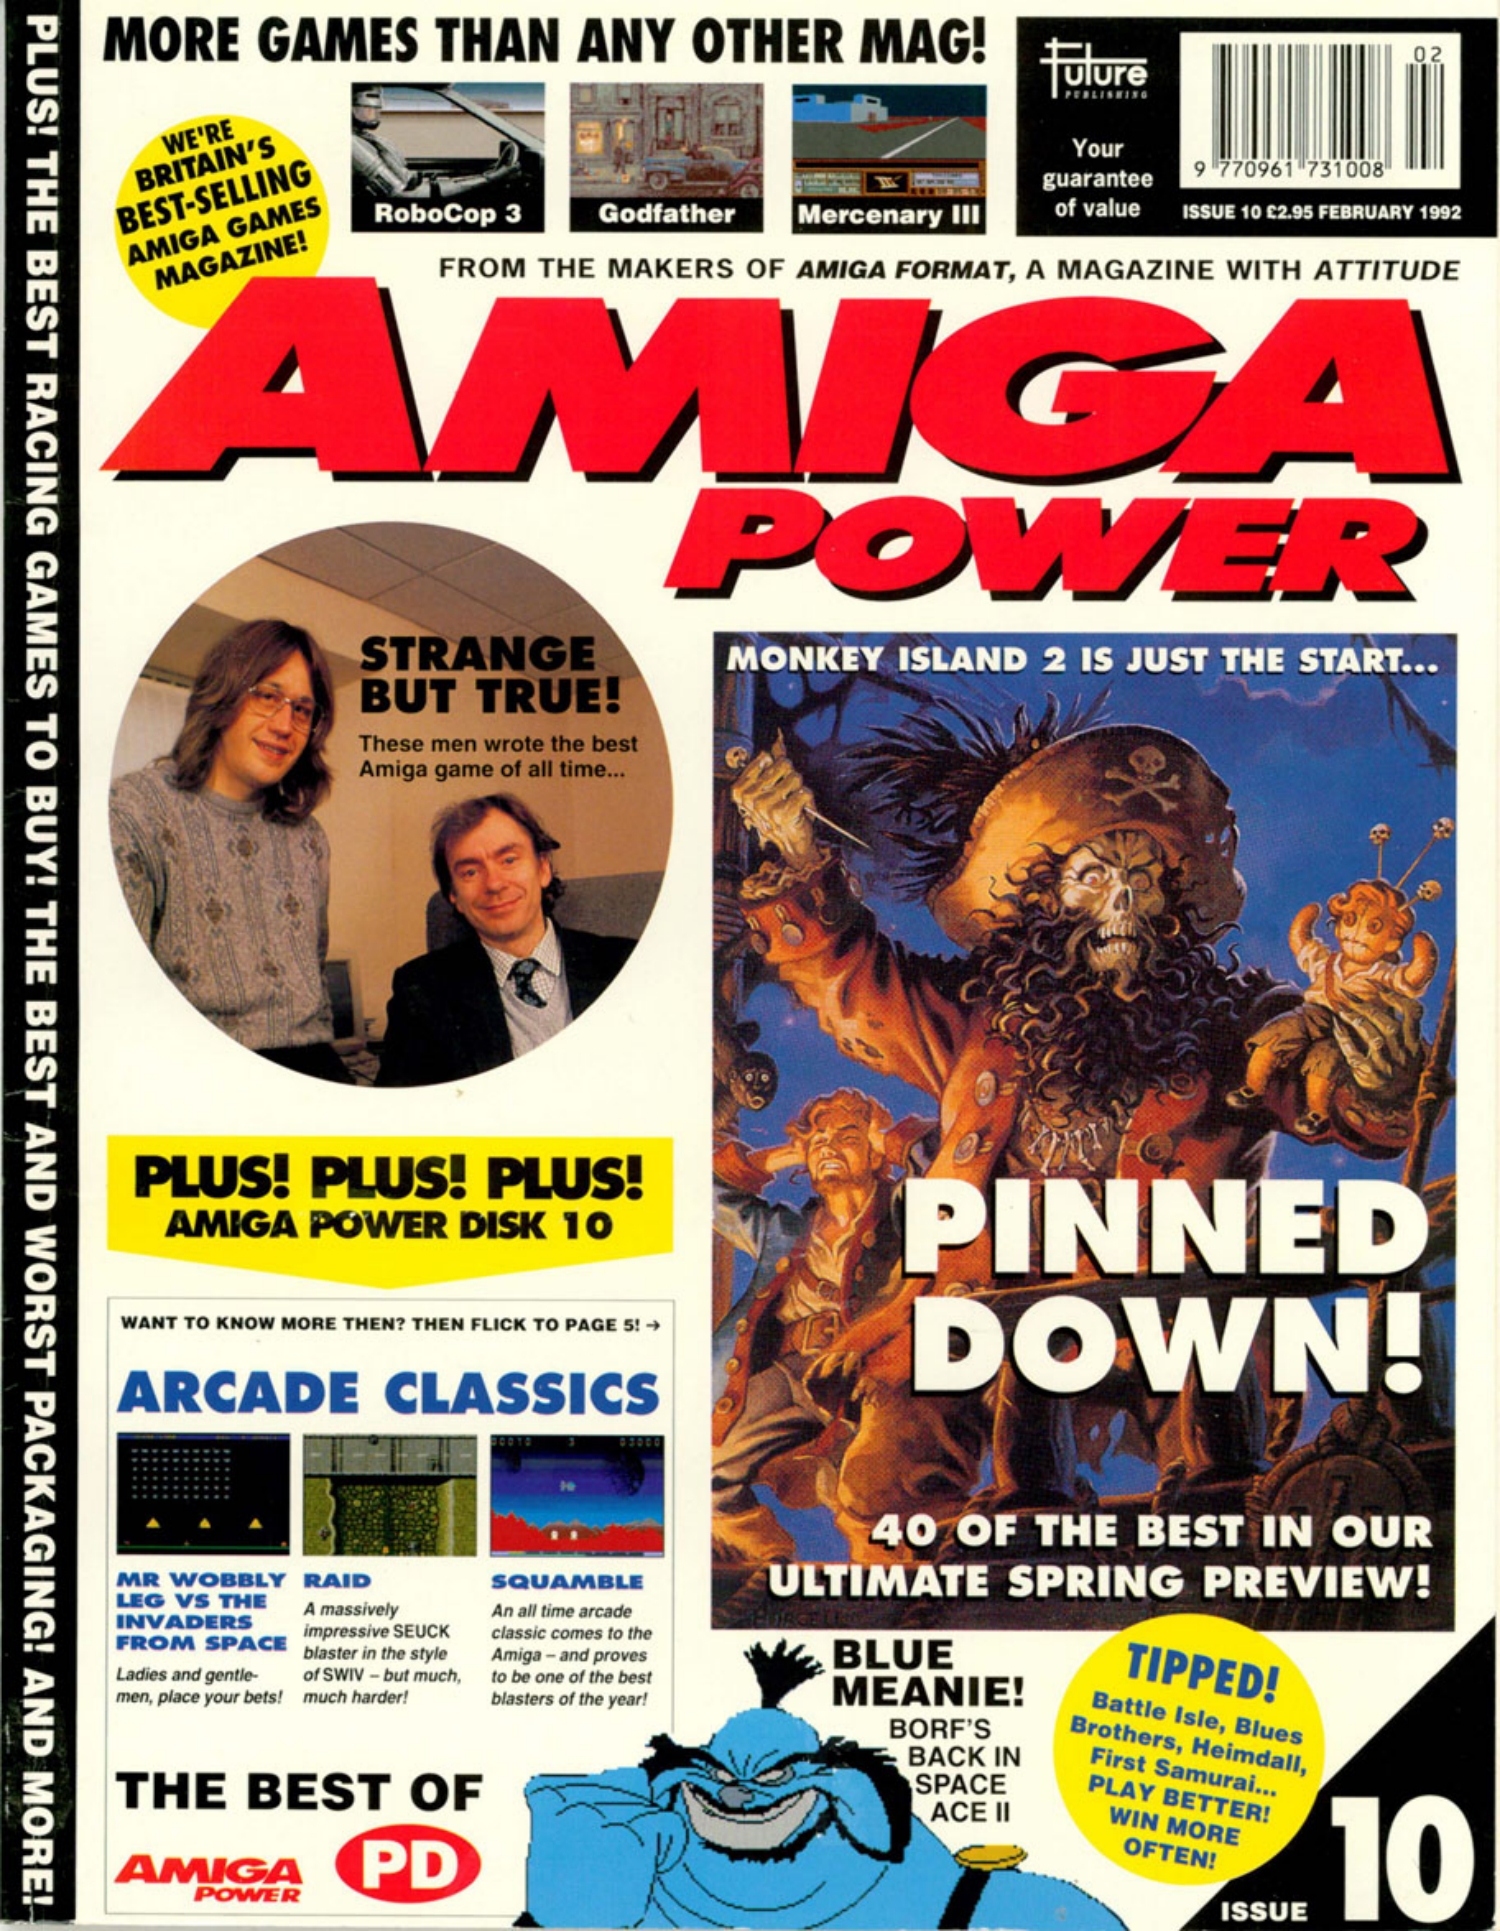 PLUS! THE BEST RACING GAMES TO BUY! THE BEST AND WORST PACKAGING! AND MORE!
MORE GAMES THAN ANY OTHER MAG!
WE'RE
BRITAIN'S
BEST-SELLING
AMIGA GAMES
MAGAZINE!
RoboCop 3
Godfather
Mercenary III
Future
PUBLISHING
Your
guarantee
of value
02
9 770961 731008
ISSUE 10 £2.95 FEBRUARY 1992
FROM THE MAKERS OF AMIGA FORMAT, A MAGAZINE WITH ATTITUDE
AMIGA
POWER
STRANGE
BUT TRUE!
These men wrote the best
Amiga game of all time...
MONKEY ISLAND 2 IS JUST THE START...
PINNED
DOWN!
40 OF THE BEST IN OUR
ULTIMATE SPRING PREVIEW!
PLUS! PLUS! PLUS!
AMIGA POWER DISK 10
WANT TO KNOW MORE THEN? THEN FLICK TO PAGE 5! →
ARCADE CLASSICS
00010 3 03000
MR WOBBLY
LEG VS THE
INVADERS
FROM SPACE
Ladies and gentle-
men, place your bets!
RAID
A massively
impressive SEUCK
blaster in the style
of SWIV – but much,
much harder!
SQUAMBLE
An all time arcade
classic comes to the
Amiga – and proves
to be one of the best
blasters of the year!
THE BEST OF
AMIGA
POWER
PD
BLUE
MEANIE!
BORF'S
BACK IN
SPACE
ACE II
TIPPED!
Battle Isle, Blues
Brothers, Heimdall,
First Samurai...
PLAY BETTER!
WIN MORE
OFTEN!
ISSUE 10